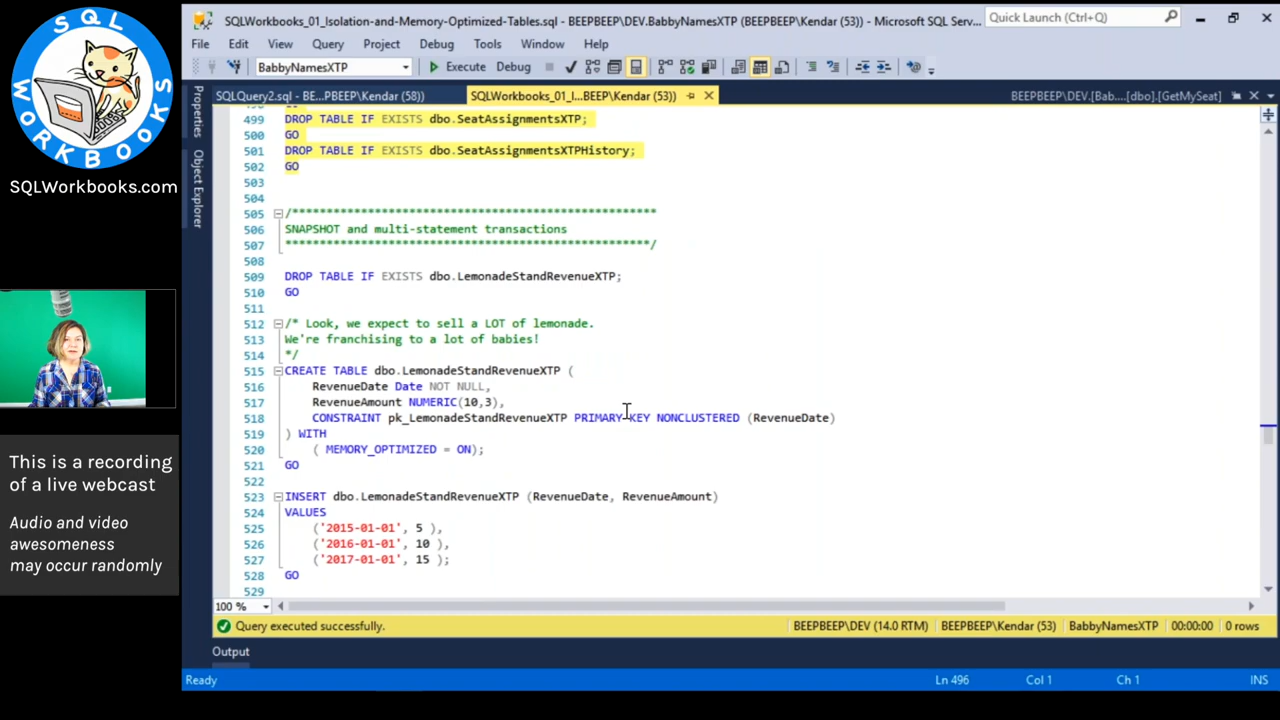 SQL
WORKBOOKS
SQLWorkbooks.com
This is a recording
of a live webcast
Audio and video
awesomeness
may occur randomly
SQLWorkbooks_01_Isolation-and-Memory-Optimized-Tables.sql - BEEPBEEP\DEV.BabbyNamesXTP (BEEPBEEP\Kendar (53)) - Microsoft SQL Serv...
Quick Launch (Ctrl+Q)
File Edit View Query Project Debug Tools Window Help
BabbyNamesXTP Execute Debug
SQLQuery2.sql - BE...PBEEP\Kendar (58)) SQLWorkbooks_01_I...BEEP\Kendar (53)) BEEPBEEP\DEV.[Bab....[dbo].[GetMySeat]
Properties
Object Explorer
499 DROP TABLE IF EXISTS dbo.SeatAssignmentsXTP;
500 GO
501 DROP TABLE IF EXISTS dbo.SeatAssignmentsXTPHistory;
502 GO
503
504
505 /******************************************************
506 SNAPSHOT and multi-statement transactions
507 ******************************************************/
508
509 DROP TABLE IF EXISTS dbo.LemonadeStandRevenueXTP;
510 GO
511
512 /* Look, we expect to sell a LOT of lemonade.
513 We're franchising to a lot of babies!
514 */
515 CREATE TABLE dbo.LemonadeStandRevenueXTP (
516 RevenueDate Date NOT NULL,
517 RevenueAmount NUMERIC(10,3),
518 CONSTRAINT pk_LemonadeStandRevenueXTP PRIMARY KEY NONCLUSTERED (RevenueDate)
519 ) WITH
520 ( MEMORY_OPTIMIZED = ON);
521 GO
522
523 INSERT dbo.LemonadeStandRevenueXTP (RevenueDate, RevenueAmount)
524 VALUES
525 ('2015-01-01', 5 ),
526 ('2016-01-01', 10 ),
527 ('2017-01-01', 15 );
528 GO
529
100 %
Query executed successfully. BEEPBEEP\DEV (14.0 RTM) BEEPBEEP\Kendar (53) BabbyNamesXTP 00:00:00 0 rows
Output
Ready Ln 496 Col 1 Ch 1 INS